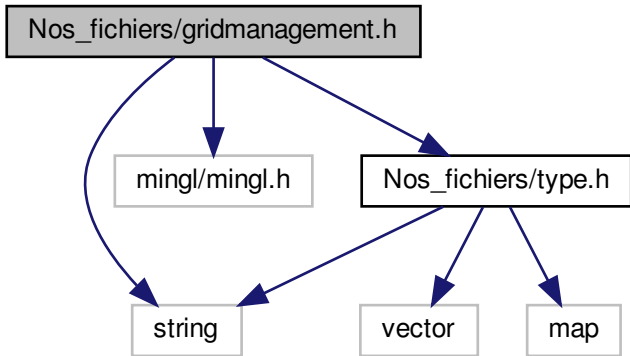 Nos_fichiers/gridmanagement.h
mingl/mingl.h
Nos_fichiers/type.h
string
vector
map